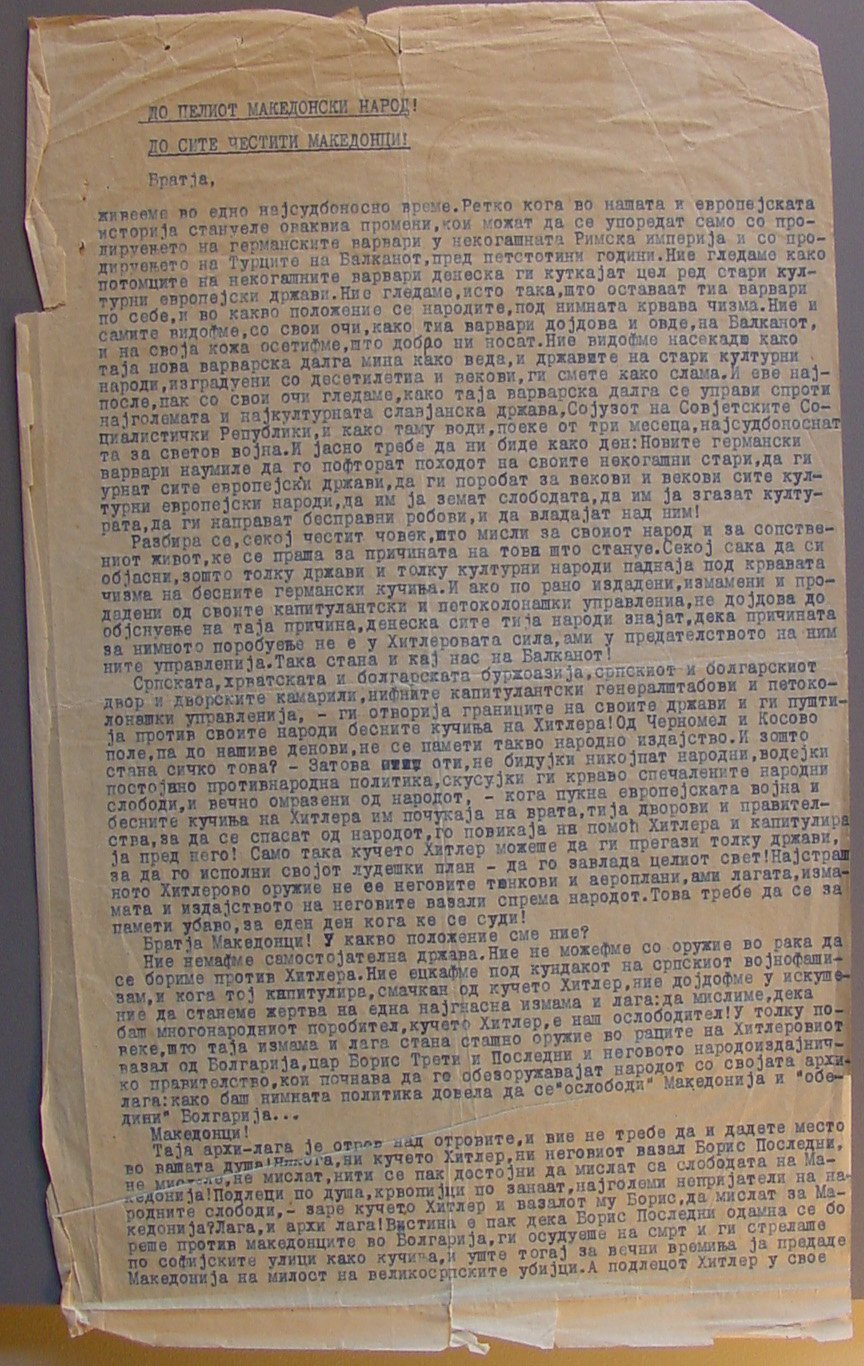 ДО ЦЕЛИОТ МАКЕДОНСКИ НАРОД!
ДО СИТЕ ЧЕСТИТИ МАКЕДОНЦИ!
Братја,
живееме во едно најсудбоносно време.Ретко кога во нашата и европејската
историја стануеле оваквиа промени,кои можат да се упоредат само со про-
дируењето на германските варвари у некогашната Римска империја и со про-
дируењето на Турците на Балканот,пред петстотини години.Ние гледаме како
потомците на некогашните варвари денеска ги куткајат цел ред стари кул-
турни европејски држави.Ние гледаме,исто така,што оставаат тиа варвари
по себе,и во какво положение се народите,под нимната крвава чизма.Ние и
самите видофме,со свои очи,како тиа варвари дојдова и овде,на Балканот,
и на своја кожа осетифме,што добро ни носат.Ние видофме насекаде како
таја нова варварска далга мина како веда,и државите на стари културни
народи,изградуени со десетилетиа и векови,ги смете како слама.И еве нај-
после,пак со свои очи гледаме,како таја варварска далга се управи спроти
најголемата и најкултурната славјанска држава,Сојузот на Совјетските Со-
циалистички Републики,и како таму води,поеке от три месеца,најсудбоноснат
та за светов војна.И јасно требе да ни биде како ден:Новите германски
варвари наумиле да го пофторат походот на своите некогашни стари,да ги
урнат сите европејски држави,да ги поробат за векови и векови сите кул-
турни европејски народи,да им ја земат слободата,да им ја згазат култу-
рата,да ги направат бесправни робови,и да владајат над ним!
Разбира се,секој честит човек,што мисли за своиот народ и за сопстве-
ниот живот,ке се праша за причината на това што стануе.Секој сака да си
објасни,зошто толку држави и толку културни народи паднаја под крвавата
чизма на бесните германски кучиња.И ако по рано издадени,измамени и про-
дадени од своите капитулантски и петоколонашки управлениа,не дојдова до
објснуење на таја причина,денеска сите тија народи знајат,дека причината
за нимното поробуење не е у Хитлеровата сила,ами у предателството на ним
ните управленија.Така стана и кај нас на Балканот!
Српската,хрватската и болгарската буржоазија,српскиот и болгарскиот
двор и дворските камарили,нифните капитулантски генералштабови и петоко-
лонашки управленија, - ги отворија границите на своите држави и ги пушти-
ја против своите народи бесните кучиња на Хитлера!Од Черномел и Косово
поле,па до нашиве денови,не се памети такво народно издајство.И зошто
стана сичко това? - Затова оти,не бидујки никојпат народни,водејки
постојано противнародна политика,скусујки ги крваво спечалените народни
слободи,и вечно омразени од народот, - кога пукна европејската војна и
бесните кучиња на Хитлера им почукаја на врата,тија дворови и правител-
ства,за да се спасат од народот,го повикаја на помоћ Хитлера и капитулира
ја пред него! Само така кучето Хитлер можеше да ги прегази толку држави,
за да го исполни својот лудешки план - да го завлада целиот свет!Најстраш
ното Хитлерово оружие не ее неговите тенкови и аероплани,ами лагата,изма-
мата и издајството на неговите вазали спрема народот.Това требе да се за
памети убаво,за еден ден кога ке се суди!
Братја Македонци! У какво положение сме ние?
Ние немафме самостојателна држава.Ние не можефме со оружие во рака да
се бориме против Хитлера.Ние ецкафме под кундакот на српскиот војнофаши-
зам,и кога тој капитулира,смачкан од кучето Хитлер,ние дојдофме у искуше-
ние да станеме жертва на една најгнасна измама и лага:да мислиме,дека
баш многонародниот поробител,кучето Хитлер,е наш ослободител!У толку по-
веке,што таја измама и лага стана сташно оружие во раците на Хитлеровиот
вазал од Болгарија,цар Борис Трети и Последни и неговото народоиздајнич-
ко правителство,кои почнава да го обезоружавајат народот со својата архи-
лага:како баш нимната политика довела да се"ослободи" Македонија и "обе-
дини" Болгарија...
Македонци!
Таја архи-лага је отров над отровите,и вие не требе да и дадете место
во вашата душа!Никога,ни кучето Хитлер,ни неговиот вазал Борис Последни,
не мислеле,не мислат,нити се пак достојни да мислат са слободата на Ма-
кедонија!Подлеци по душа,крвопијци по занаат,најголеми непријатели на на-
родните слободи,- заре кучето Хитлер и вазалот му Борис,да мислат за Ма-
кедонија?Лага,и архи лага!Вистина е пак дека Борис Последни одамна се бо
реше против македонците во Болгарија,ги осудуеше на смрт и ги стрелаше
по софијските улици како кучиња,и уште тогај за вечни времиња ја предаде
Македонија на милост на великосрпските убијци.А подлецот Хитлер у свое